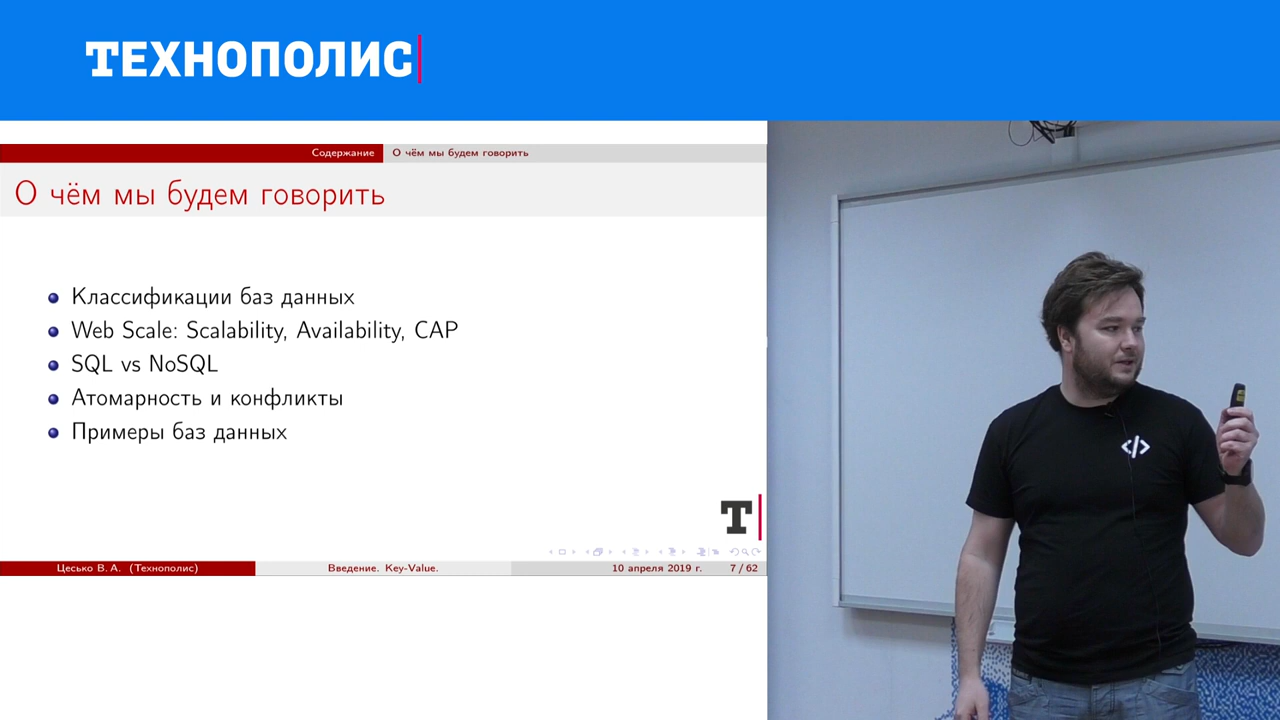 ТЕХНОПОЛИС
Содержание
О чём мы будем говорить
О чём мы будем говорить
Классификации баз данных
Web Scale: Scalability, Availability, CAP
SQL vs NoSQL
Атомарность и конфликты
Примеры баз данных
Т
Цесько В. А. (Технополис)
Введение. Key-Value.
10 апреля 2019 г.
7 / 62